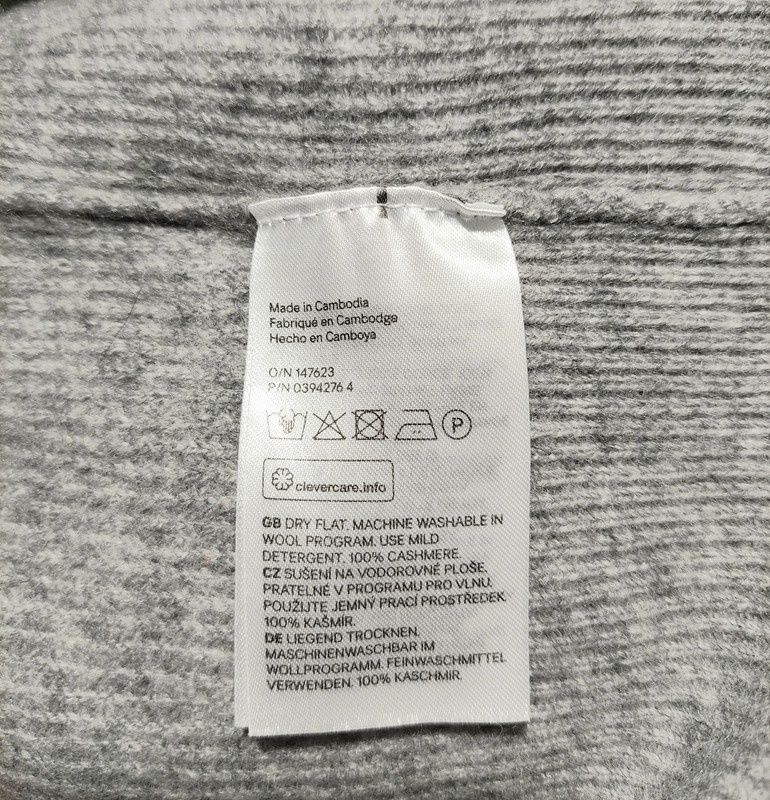 Made in Cambodia
Fabriqué en Cambodge
Hecho en Camboya
O/N 147623
P/N 0394276 4
P
clevercare.info
GB DRY FLAT. MACHINE WASHABLE IN
WOOL PROGRAM. USE MILD
DETERGENT. 100% CASHMERE.
CZ SUŠENÍ NA VODOROVNÉ PLOŠE.
PRATELNÉ V PROGRAMU PRO VLNU.
POUŽIJTE JEMNÝ PRACÍ PROSTŘEDEK.
100% KAŠMÍR.
DE LIEGEND TROCKNEN.
MASCHINENWASCHBAR IM
WOLLPROGRAMM. FEINWASCHMITTEL
VERWENDEN. 100% KASCHMIR.